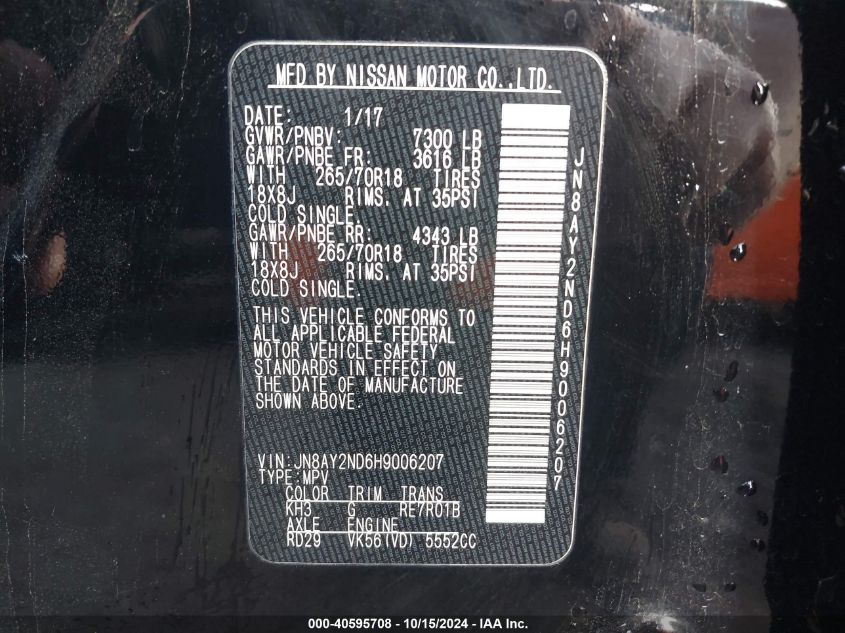 MFD BY NISSAN MOTOR CO.,LTD.
DATE: 1/17
GVWR/PNBV: 7300 LB
GAWR/PNBE FR: 3616 LB
WITH 265/70R18 TIRES
18X8J RIMS. AT 35PSI
COLD SINGLE.
GAWR/PNBE RR: 4343 LB
WITH 265/70R18 TIRES
18X8J RIMS. AT 35PSI
COLD SINGLE.
THIS VEHICLE CONFORMS TO
ALL APPLICABLE FEDERAL
MOTOR VEHICLE SAFETY
STANDARDS IN EFFECT ON
THE DATE OF MANUFACTURE
SHOWN ABOVE.
VIN:JN8AY2ND6H9006207
TYPE:MPV
COLOR TRIM TRANS
KH3 G RE7R01B
AXLE ENGINE
RD29 VK56(VD) 5552CC
JN8AY2ND6H9006207
000-40595708 - 10/15/2024 - IAA Inc.